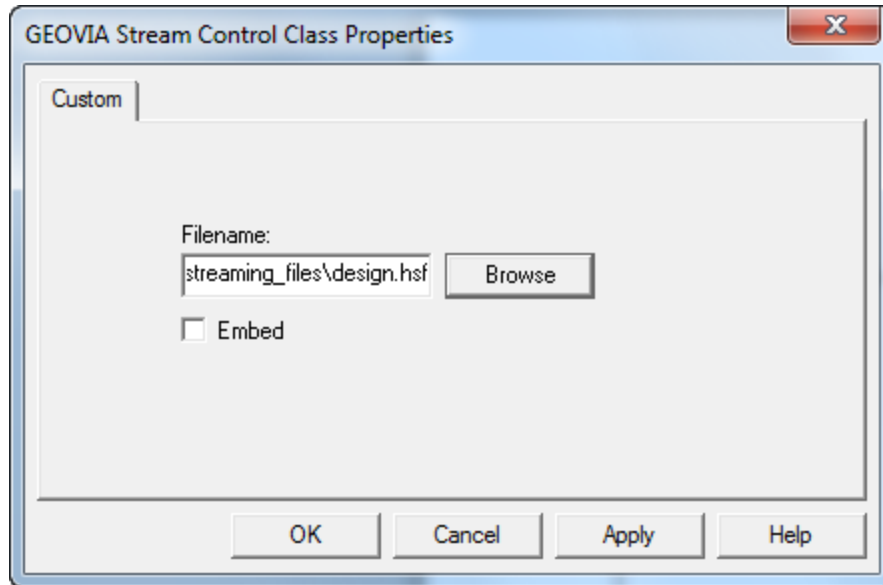 GEOVIA Stream Control Class Properties
Custom
Filename:
streaming_files\design.hsf
Browse
Embed
OK Cancel Apply Help